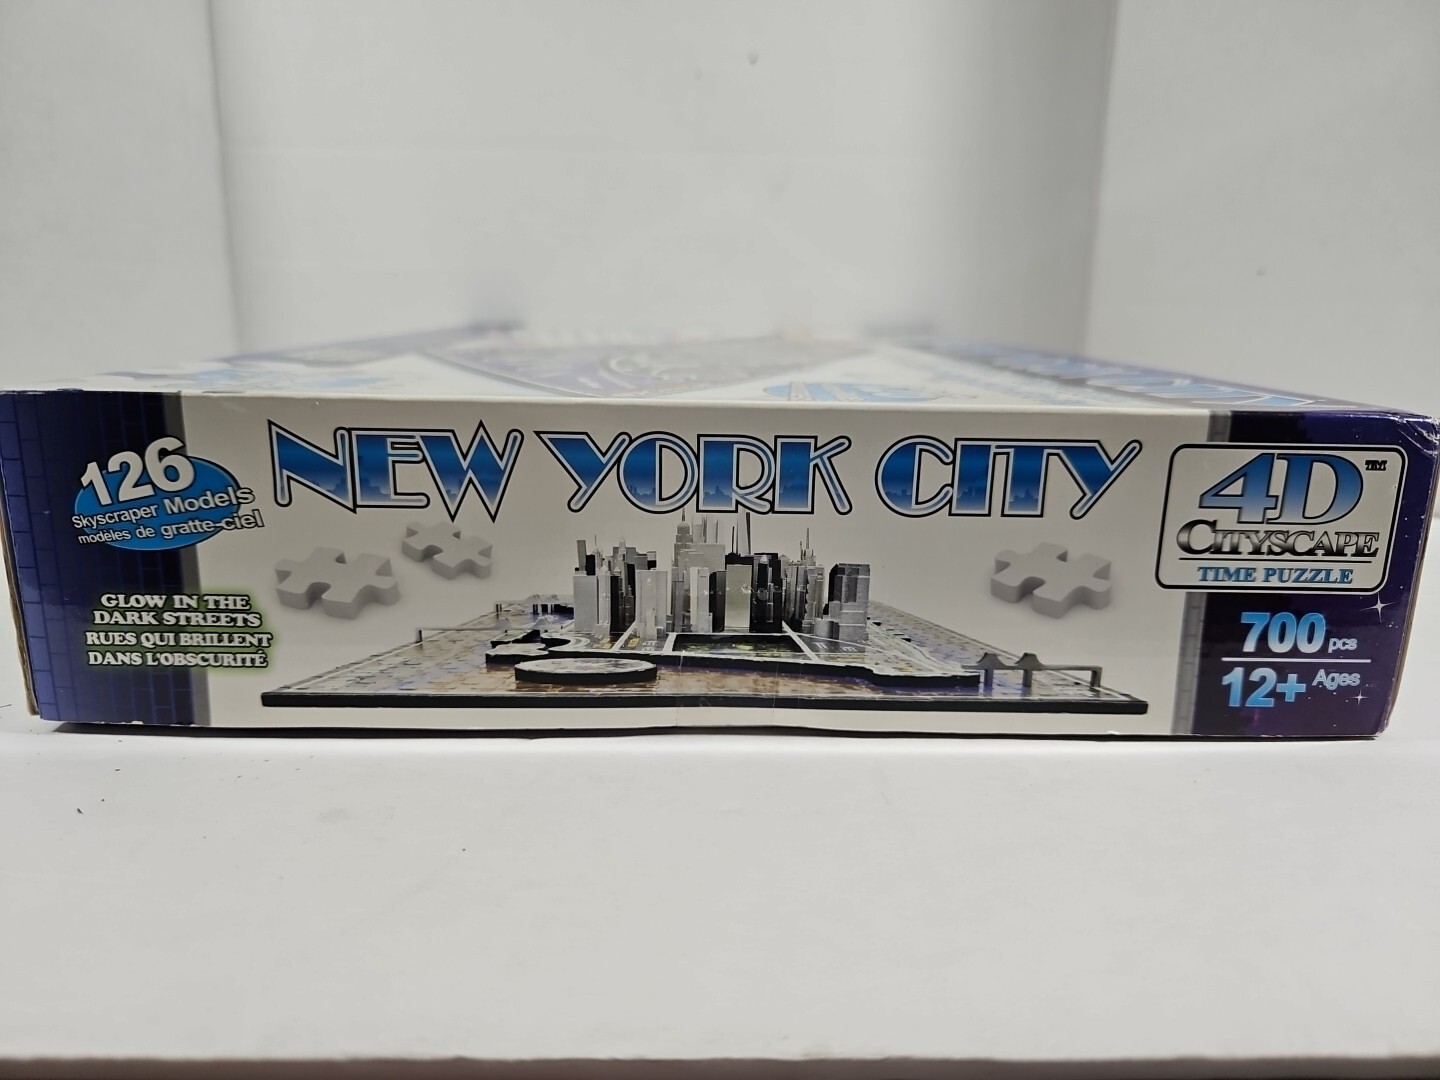 NEW YORK CITY
126
Skyscraper Models
modèles de gratte-ciel
GLOW IN THE
DARK STREETS
RUES QUI BRILLENT
DANS L'OBSCURITÉ
4D™
CITYSCAPE
TIME PUZZLE
700 pcs
12+ Ages